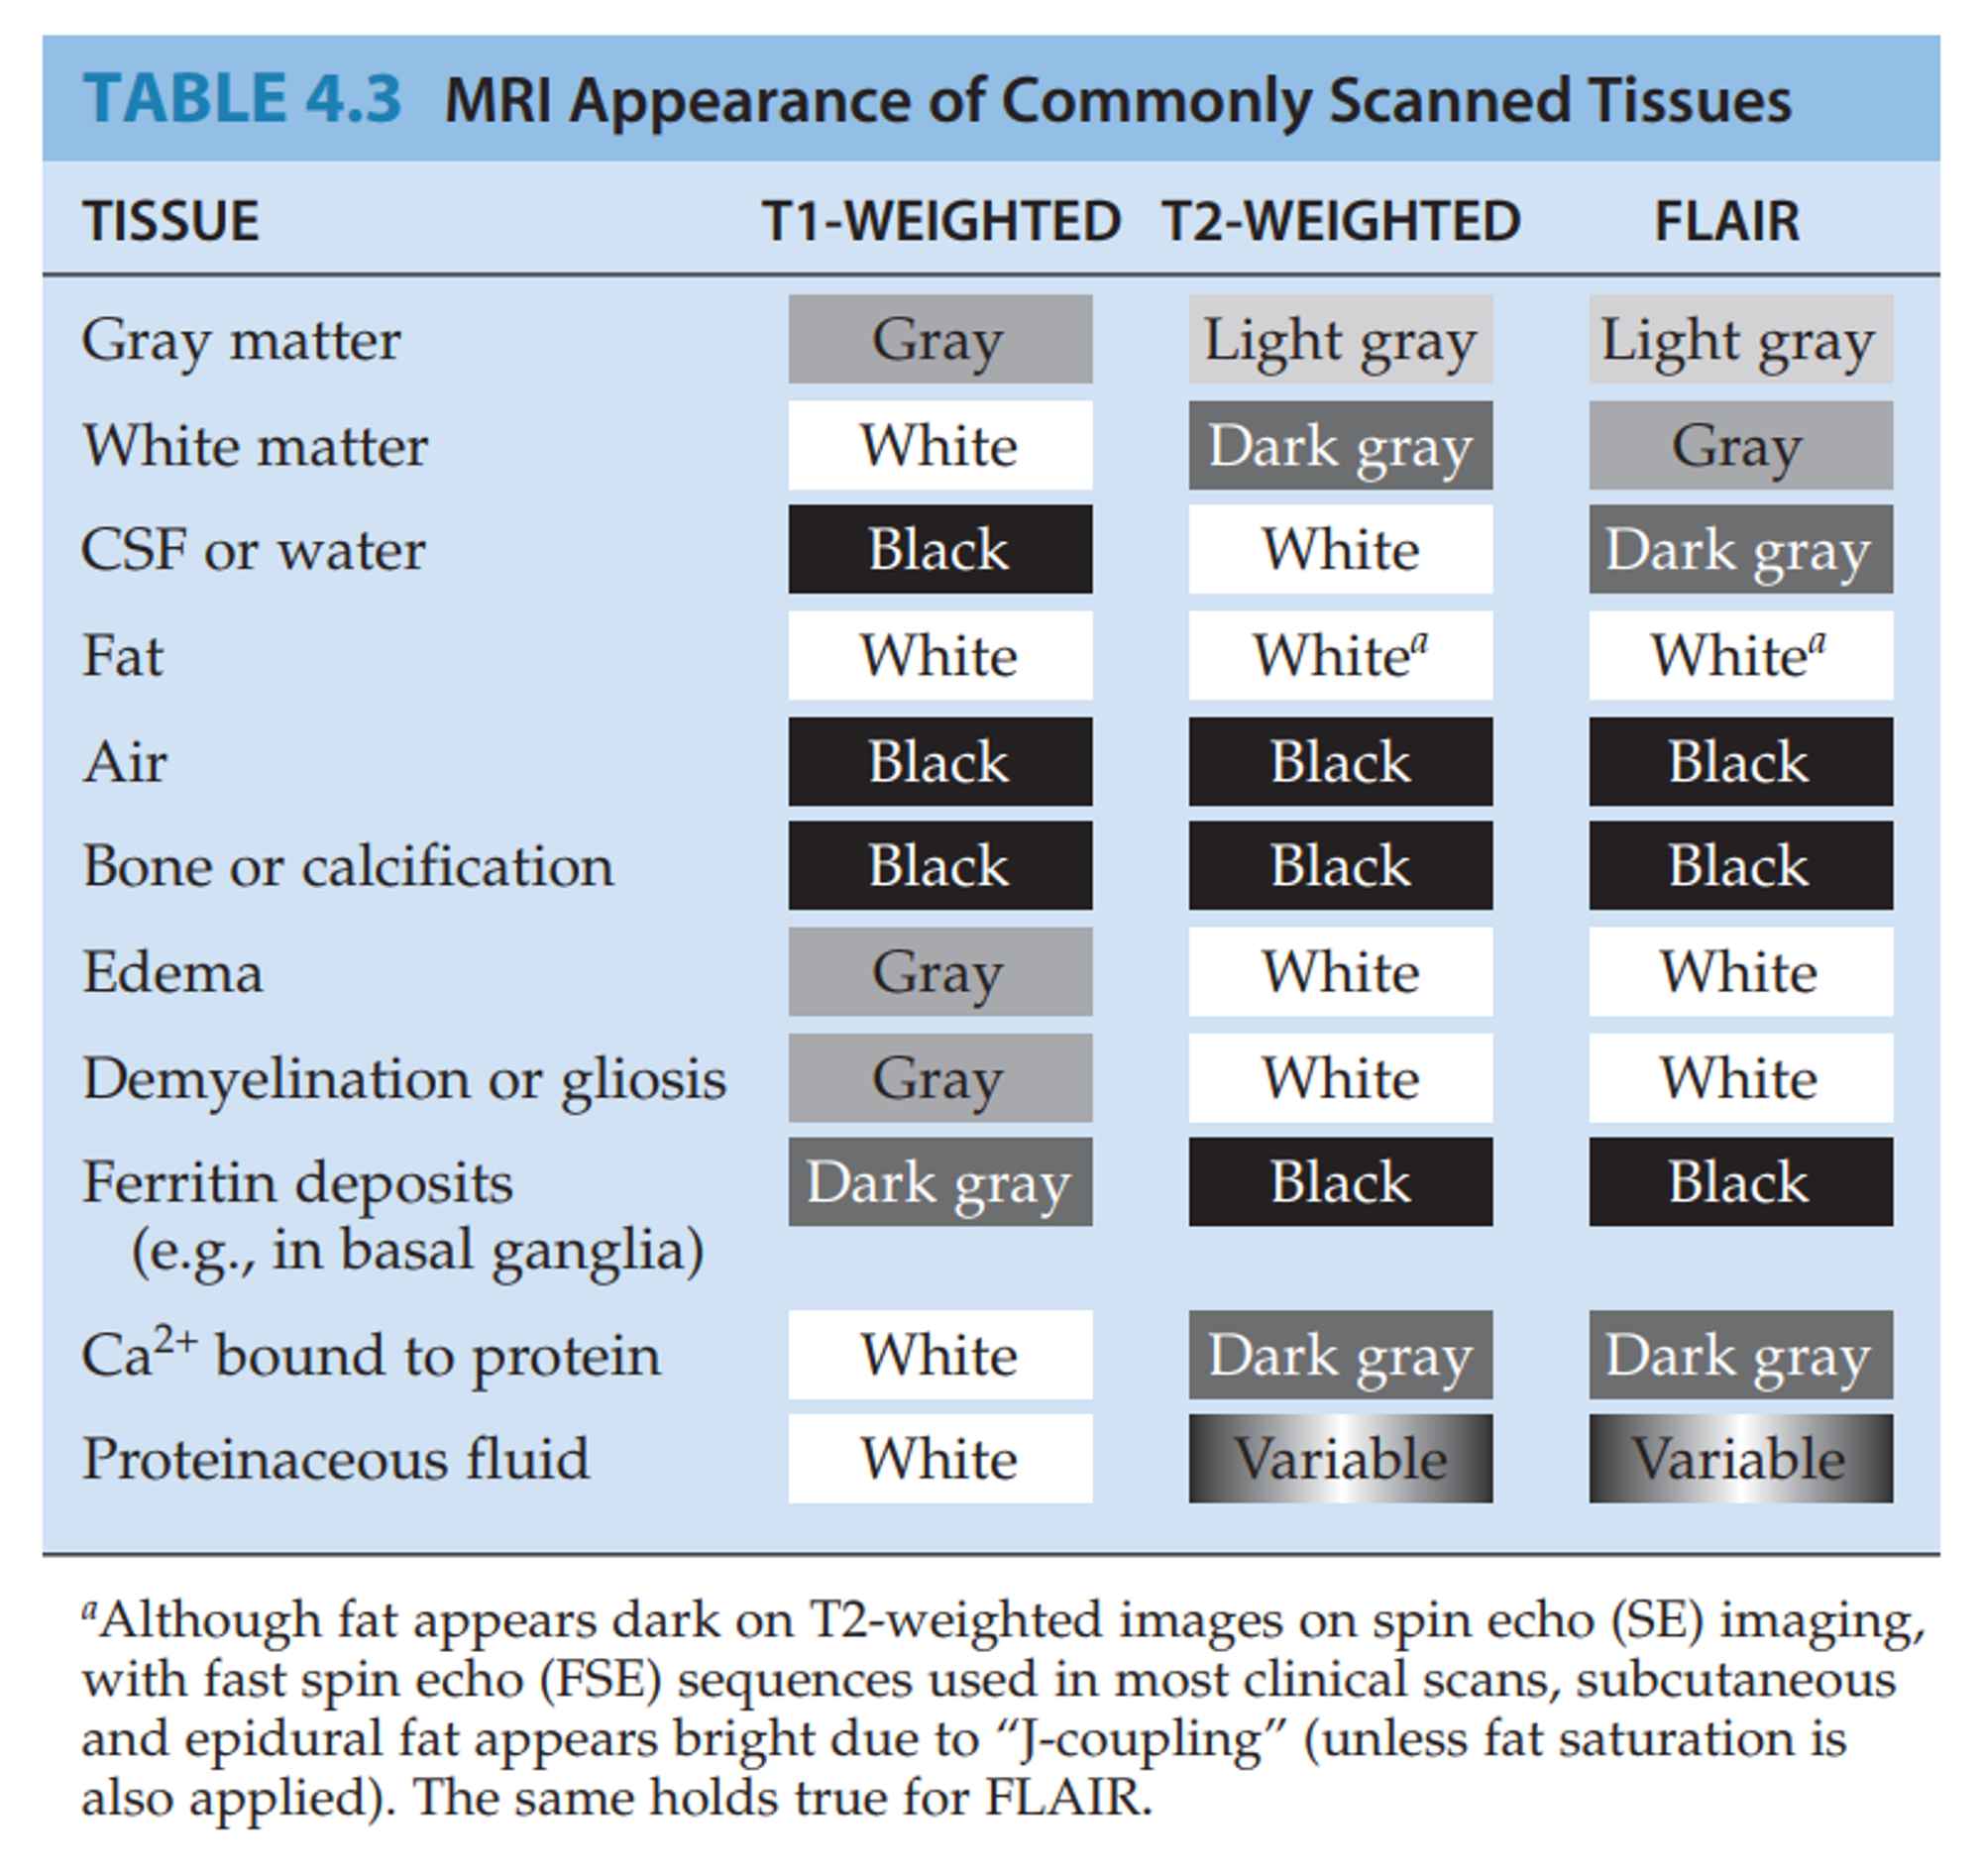 TABLE 4.3 MRI Appearance of Commonly Scanned Tissues
TISSUE T1-WEIGHTED T2-WEIGHTED FLAIR
Gray matter Gray Light gray Light gray
White matter White Dark gray Gray
CSF or water Black White Dark gray
Fat White Whiteᵃ Whiteᵃ
Air Black Black Black
Bone or calcification Black Black Black
Edema Gray White White
Demyelination or gliosis Gray White White
Ferritin deposits Dark gray Black Black
(e.g., in basal ganglia)
Ca²⁺ bound to protein White Dark gray Dark gray
Proteinaceous fluid White Variable Variable
ᵃAlthough fat appears dark on T2-weighted images on spin echo (SE) imaging,
with fast spin echo (FSE) sequences used in most clinical scans, subcutaneous
and epidural fat appears bright due to “J-coupling” (unless fat saturation is
also applied). The same holds true for FLAIR.